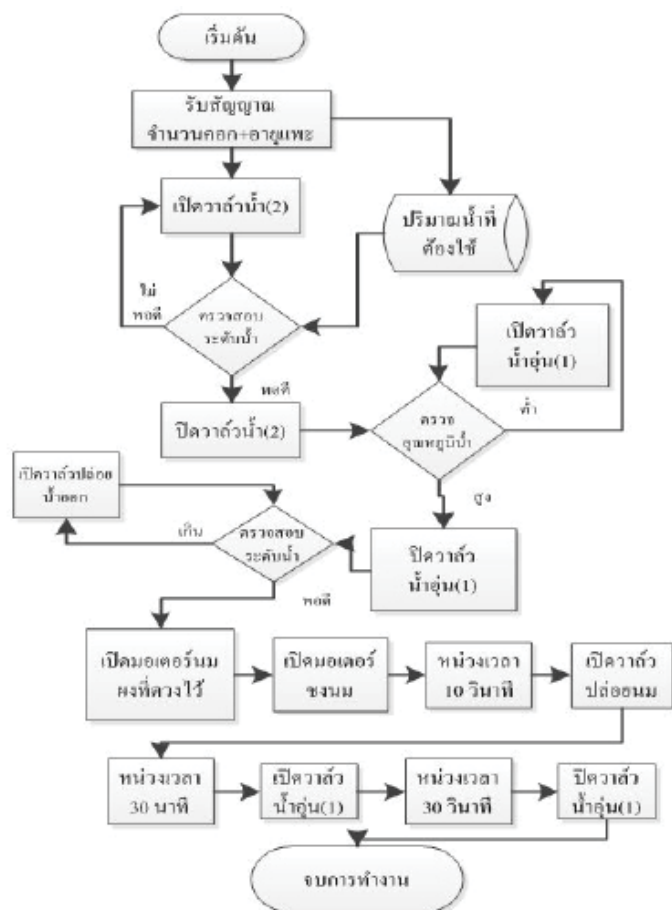 เริ่มต้น
รับสัญญาณ
จำนวนคอก+อายุแพะ
เปิดวาล์วน้ำ(2)
ปริมาณน้ำที่
ต้องใช้
ไม่
พอดี
ตรวจสอบ
ระดับน้ำ
เปิดวาล์ว
น้ำอุ่น(1)
พอดี
ปิดวาล์วน้ำ(2)
ตรวจ
อุณหภูมิน้ำ
ต่ำ
เปิดวาล์วปล่อย
น้ำออก
เกิน
ตรวจสอบ
ระดับน้ำ
สูง
ปิดวาล์ว
น้ำอุ่น(1)
พอดี
เปิดมอเตอร์นม
ผงที่ตวงไว้
เปิดมอเตอร์
ชงนม
หน่วงเวลา
10 วินาที
เปิดวาล์ว
ปล่อยนม
หน่วงเวลา
30 นาที
เปิดวาล์ว
น้ำอุ่น(1)
หน่วงเวลา
30 วินาที
ปิดวาล์ว
น้ำอุ่น(1)
จบการทำงาน